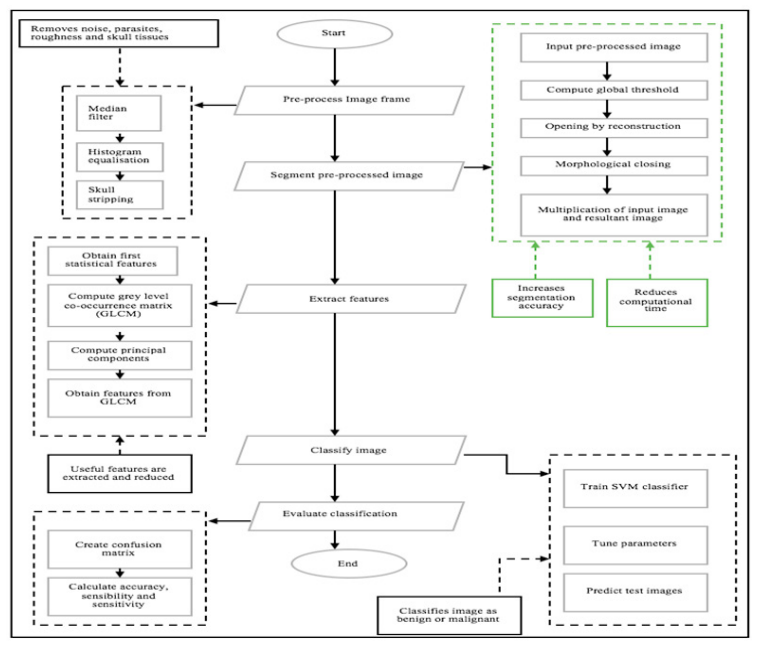 Removes noise, parasites,
roughness and skull tissues
Start
Pre-process Image frame
Median
filter
Histogram
equalisation
Skull
stripping
Segment pre-processed image
Input pre-processed image
Compute global threshold
Opening by reconstruction
Morphological closing
Multiplication of input image
and resultant image
Increases
segmentation
accuracy
Reduces
computational
time
Extract features
Obtain first
statistical features
Compute grey level
co-occurrence matrix
(GLCM)
Compute principal
components
Obtain features from
GLCM
Useful features are
extracted and reduced
Classify image
Train SVM classifier
Tune parameters
Predict test images
Classifies image as
benign or malignant
Evaluate classification
Create confusion
matrix
Calculate accuracy,
sensibility and
sensitivity
End